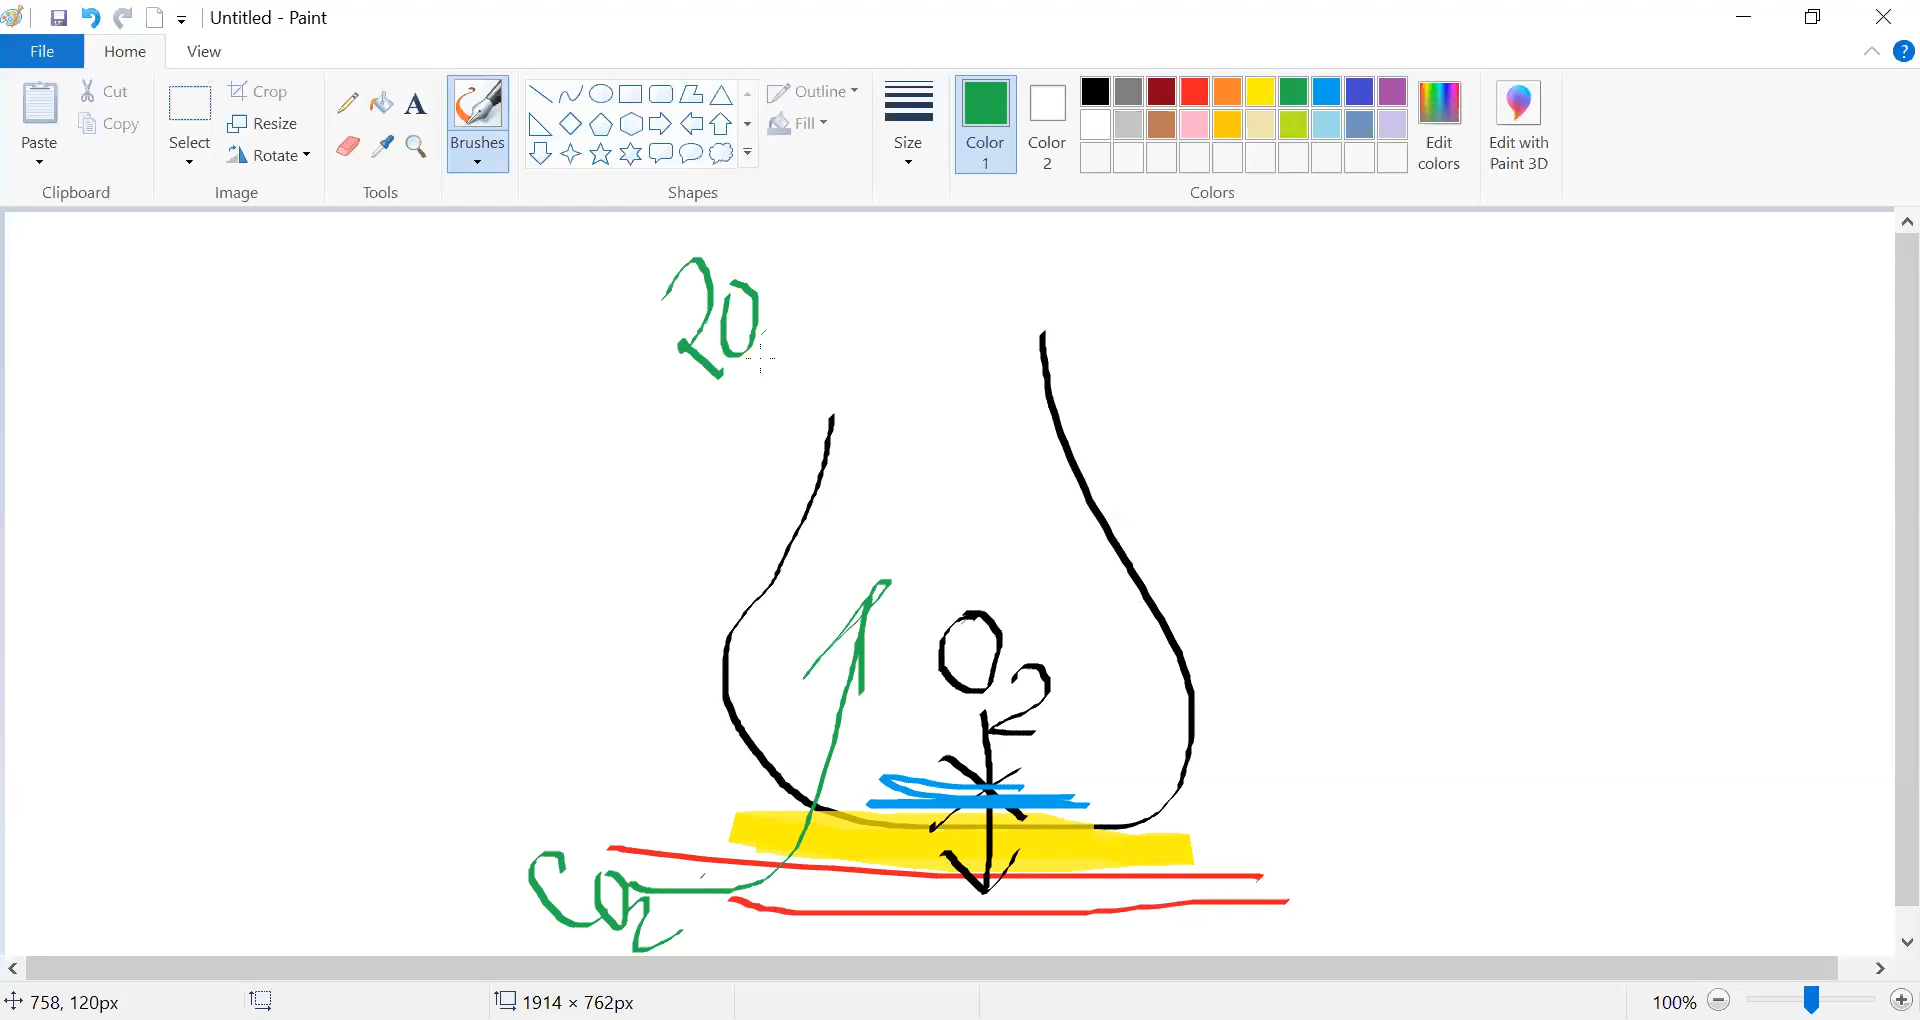 Untitled - Paint
File Home View
Paste
Cut
Copy
Clipboard
Select
Crop
Resize
Rotate
Image
A
Tools
Brushes
Shapes
Outline
Fill
Size
Color 1
Color 2
Colors
Edit colors
Edit with Paint 3D
?
20
O2
CO2
758, 120px
1914 × 762px
100%